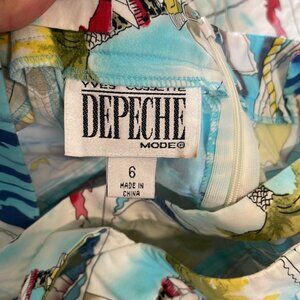 YVES COSSETTE
DEPECHE
MODE©
6
MADE IN
CHINA